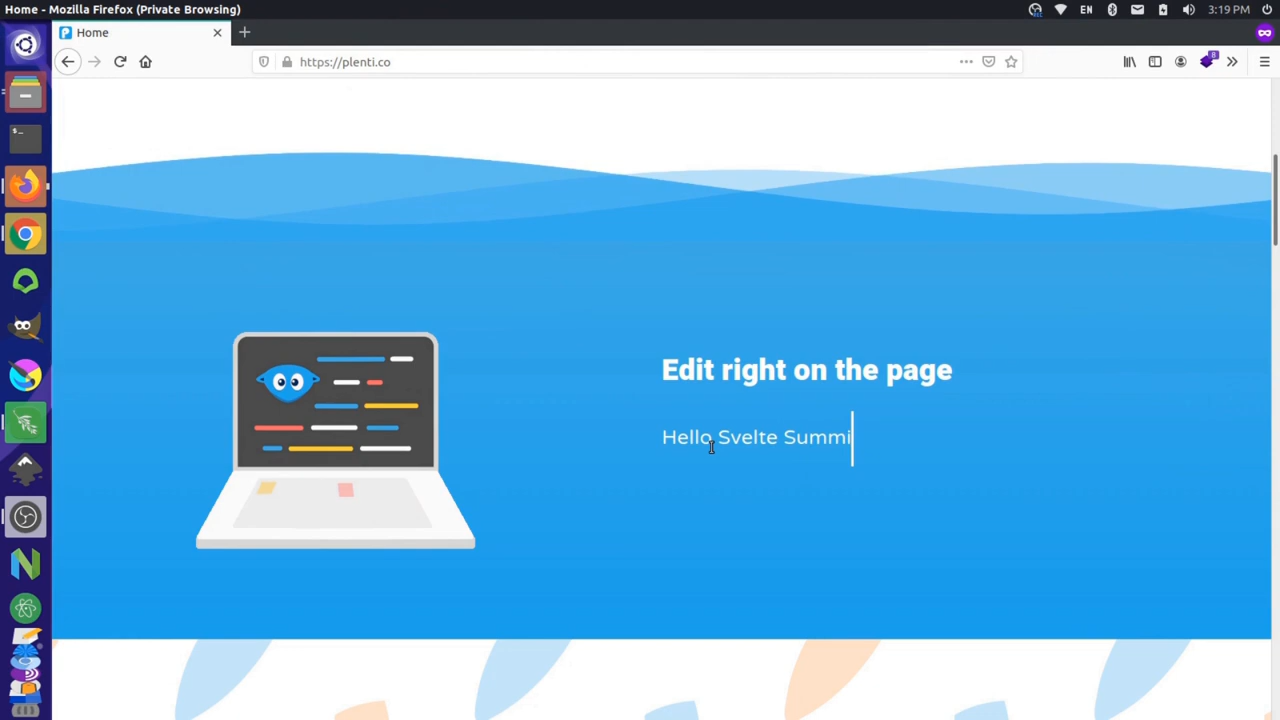 Home - Mozilla Firefox (Private Browsing)
EN
3:19 PM
Home
https://plenti.co
8
Edit right on the page
Hello Svelte Summi